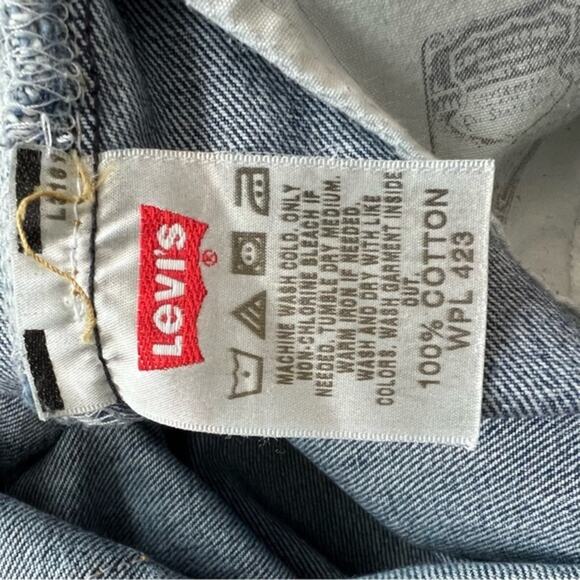 LEVI'S ®
MACHINE WASH COLD. ONLY
NON-CHLORINE BLEACH IF
NEEDED. TUMBLE DRY MEDIUM.
WARM IRON IF NEEDED.
WASH AND DRY WITH LIKE
COLORS. WASH GARMENT INSIDE
OUT.
100% COTTON
WPL 423